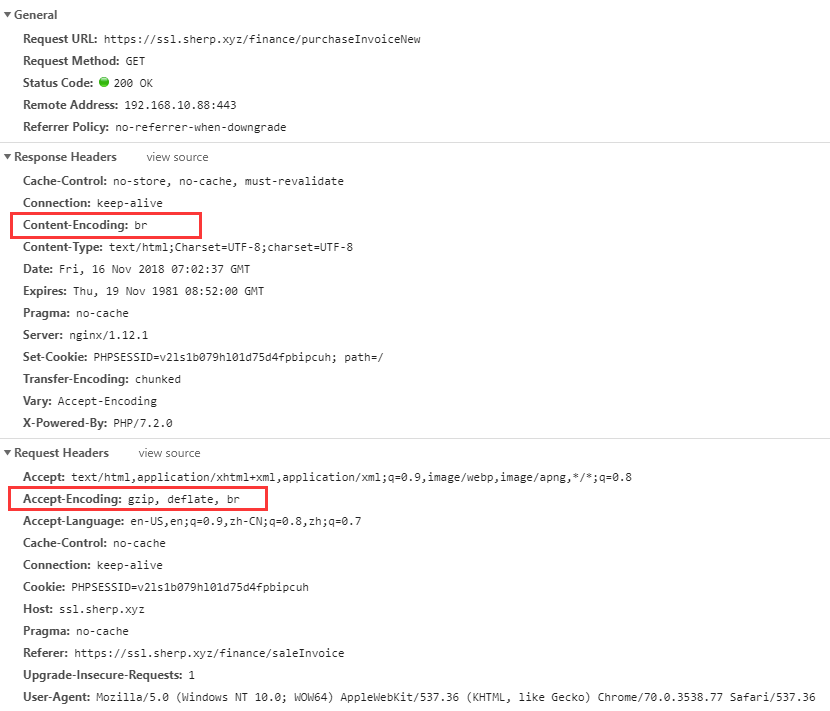 General
Request URL: https://ssl.sherp.xyz/finance/purchaseInvoiceNew
Request Method: GET
Status Code: 200 OK
Remote Address: 192.168.10.88:443
Referrer Policy: no-referrer-when-downgrade
Response Headers view source
Cache-Control: no-store, no-cache, must-revalidate
Connection: keep-alive
Content-Encoding: br
Content-Type: text/html;Charset=UTF-8;charset=UTF-8
Date: Fri, 16 Nov 2018 07:02:37 GMT
Expires: Thu, 19 Nov 1981 08:52:00 GMT
Pragma: no-cache
Server: nginx/1.12.1
Set-Cookie: PHPSESSID=v2ls1b079hl01d75d4fpbipcuh; path=/
Transfer-Encoding: chunked
Vary: Accept-Encoding
X-Powered-By: PHP/7.2.0
Request Headers view source
Accept: text/html,application/xhtml+xml,application/xml;q=0.9,image/webp,image/apng,*/*;q=0.8
Accept-Encoding: gzip, deflate, br
Accept-Language: en-US,en;q=0.9,zh-CN;q=0.8,zh;q=0.7
Cache-Control: no-cache
Connection: keep-alive
Cookie: PHPSESSID=v2ls1b079hl01d75d4fpbipcuh
Host: ssl.sherp.xyz
Pragma: no-cache
Referer: https://ssl.sherp.xyz/finance/saleInvoice
Upgrade-Insecure-Requests: 1
User-Agent: Mozilla/5.0 (Windows NT 10.0; WOW64) AppleWebKit/537.36 (KHTML, like Gecko) Chrome/70.0.3538.77 Safari/537.36